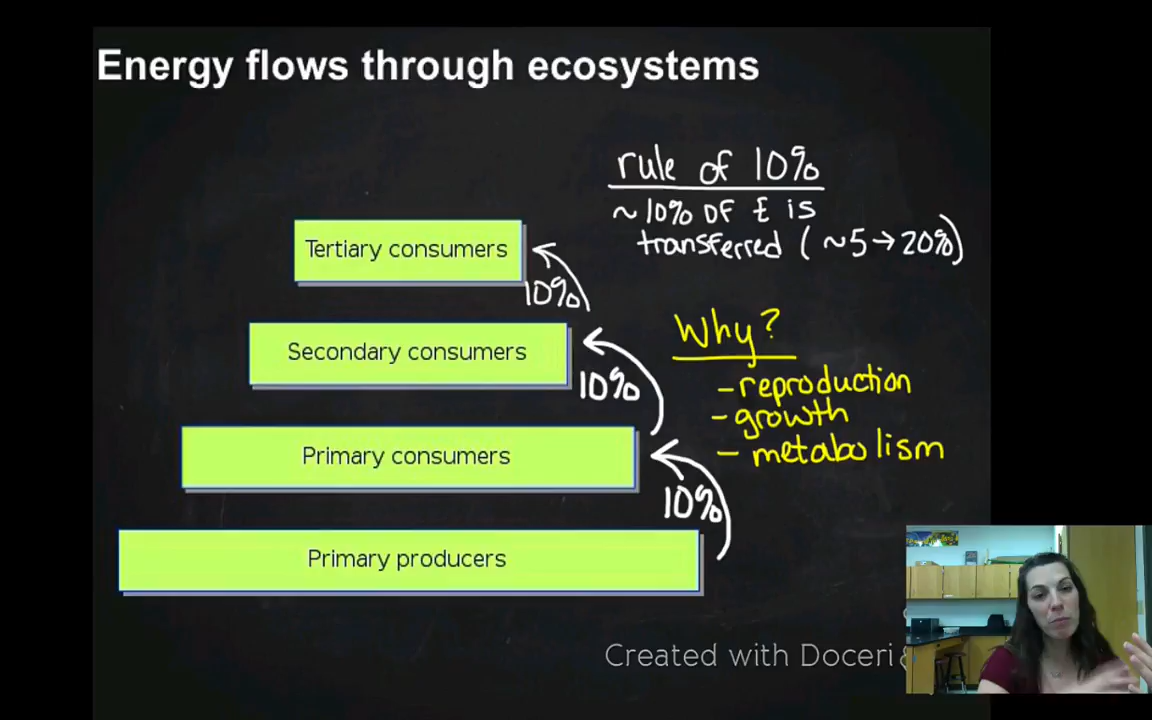 Energy flows through ecosystems
rule of 10%
~10% OF E is
transferred (~5→20%)
Tertiary consumers
10%
Why?
Secondary consumers
10%
-reproduction
-growth
- metabolism
Primary consumers
10%
Primary producers
Created with Doceri